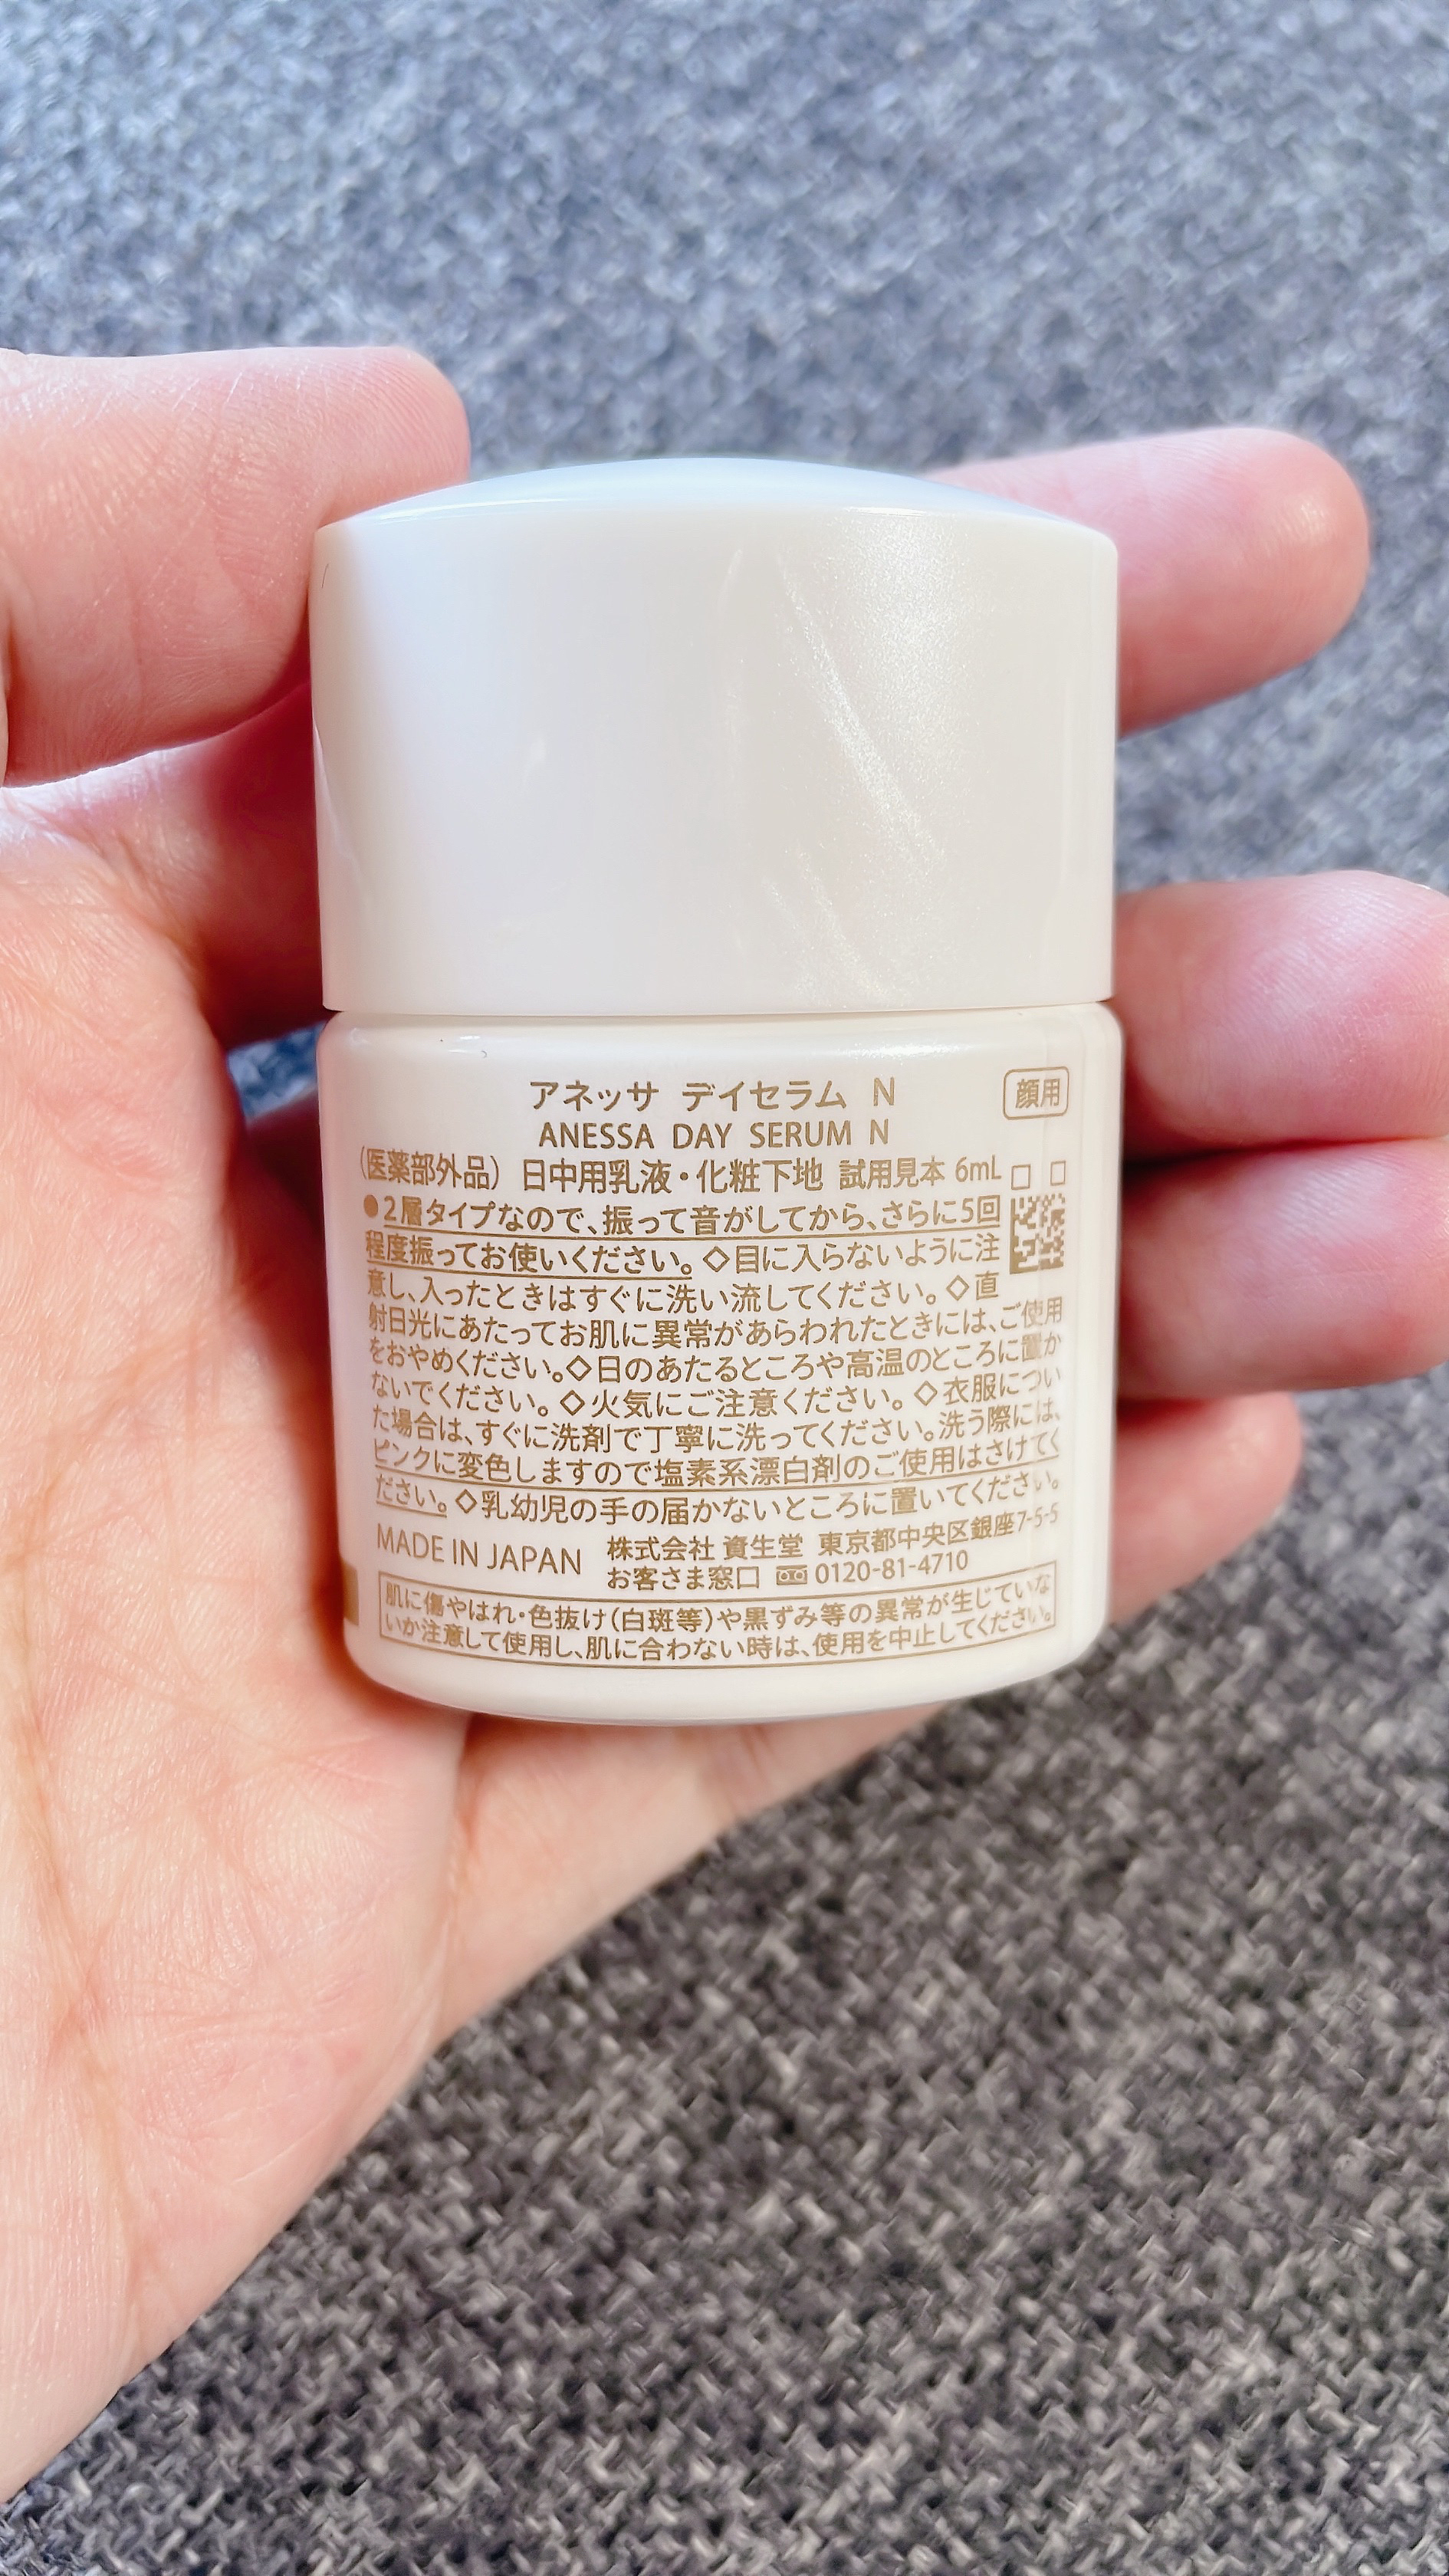 アネッサ デイセラム N
顔用
ANESSA DAY SERUM N
(医薬部外品) 日中用乳液・化粧下地 試用見本 6mL
●2層タイプなので、振って音がしてから、さらに5回
程度振ってお使いください。◇目に入らないように注
意し、入ったときはすぐに洗い流してください。◇直
射日光にあたってお肌に異常があらわれたときには、ご使用
をおやめください。◇日のあたるところや高温のところに置か
ないでください。◇火気にご注意ください。◇衣服につい
た場合は、すぐに洗剤で丁寧に洗ってください。洗う際には、
ピンクに変色しますので塩素系漂白剤のご使用はさけてく
ださい。◇乳幼児の手の届かないところに置いてください。
MADE IN JAPAN 株式会社 資生堂 東京都中央区銀座7-5-5
お客さま窓口 0120-81-4710
肌に傷やはれ・色抜け(白斑等)や黒ずみ等の異常が生じていな
いか注意して使用し、肌に合わない時は、使用を中止してください。